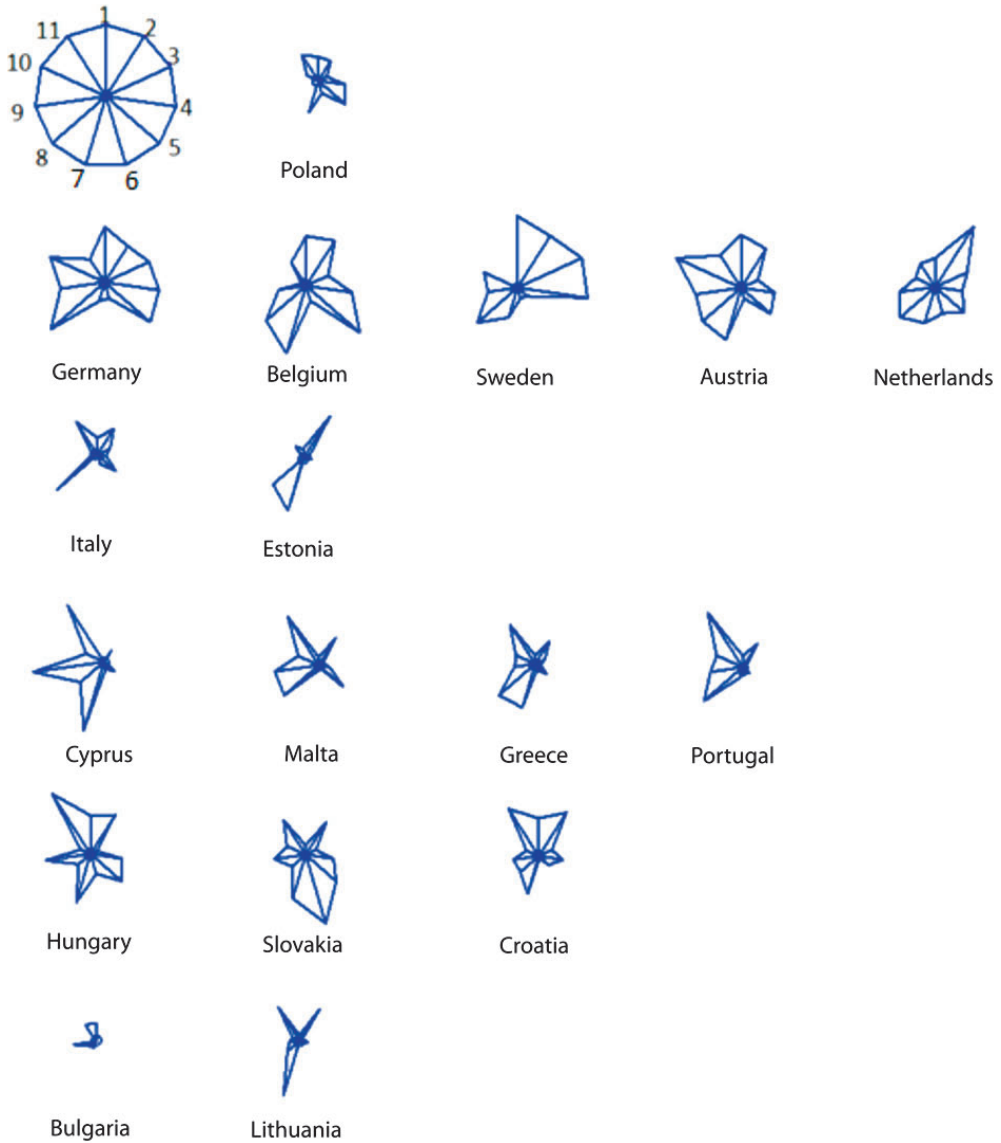 1
11 2
10 3
9 4
8 5
7 6
Poland
Germany Belgium Sweden Austria Netherlands
Italy Estonia
Cyprus Malta Greece Portugal
Hungary Slovakia Croatia
Bulgaria Lithuania